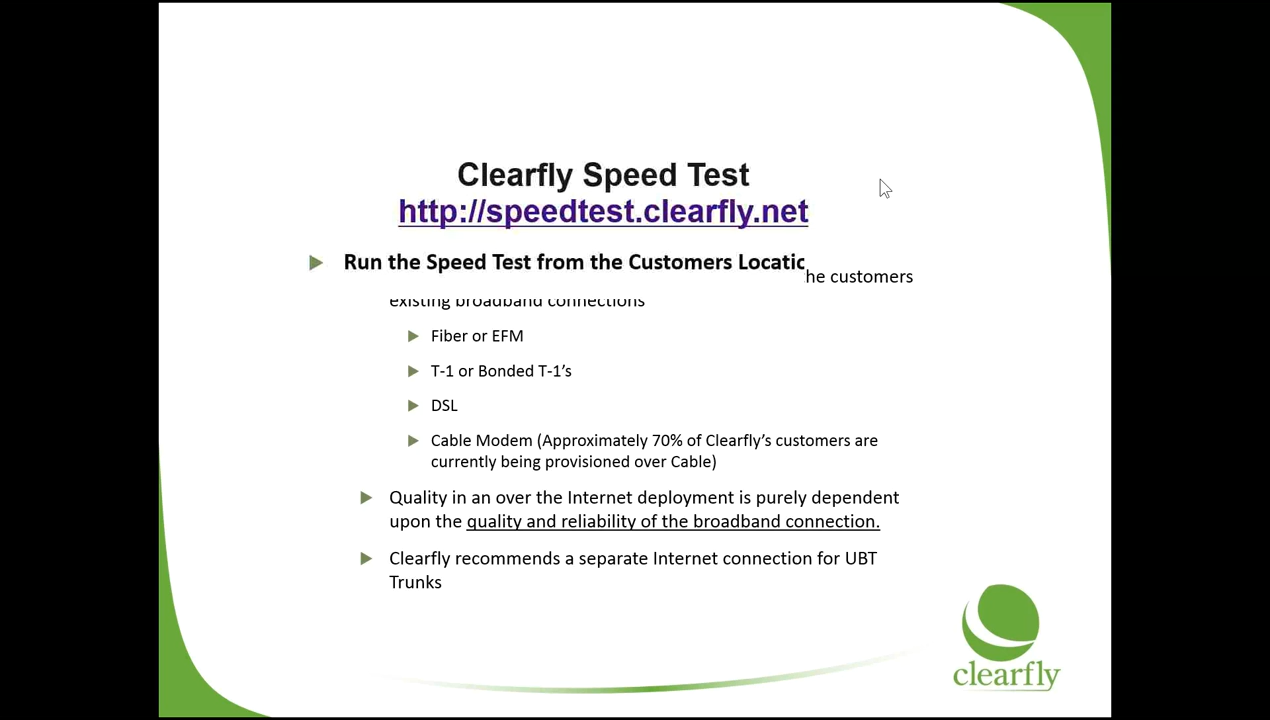 Clearfly Speed Test
http://speedtest.clearfly.net
Run the Speed Test from the Customers
he customers
existing broadband connections
Fiber or EFM
T-1 or Bonded T-1’s
DSL
Cable Modem (Approximately 70% of Clearfly’s customers are
currently being provisioned over Cable)
Quality in an over the Internet deployment is purely dependent
upon the quality and reliability of the broadband connection.
Clearfly recommends a separate Internet connection for UBT
Trunks
clearfly